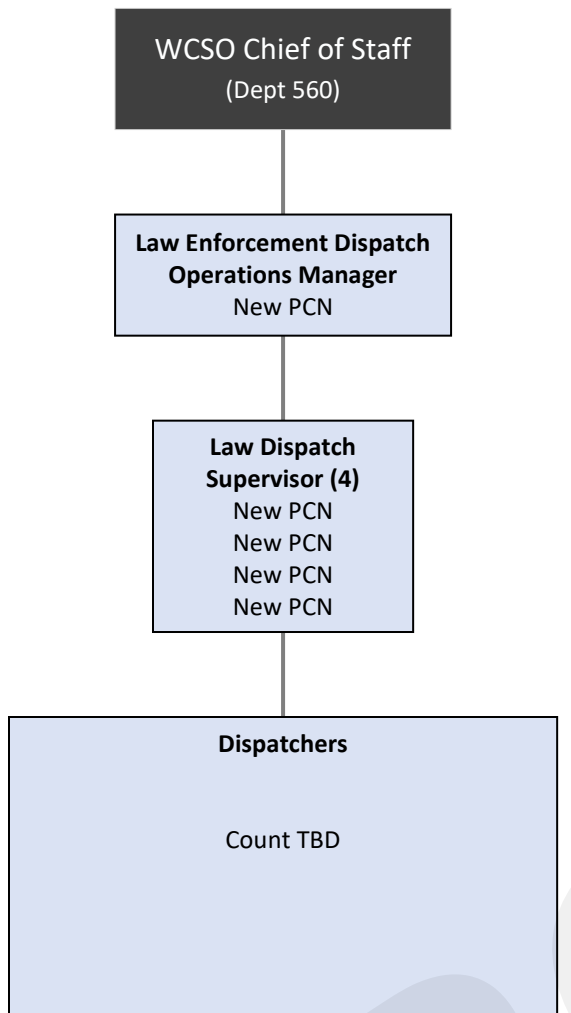 WCSO Chief of Staff
(Dept 560)
Law Enforcement Dispatch
Operations Manager
New PCN
Law Dispatch
Supervisor (4)
New PCN
New PCN
New PCN
New PCN
Dispatchers
Count TBD